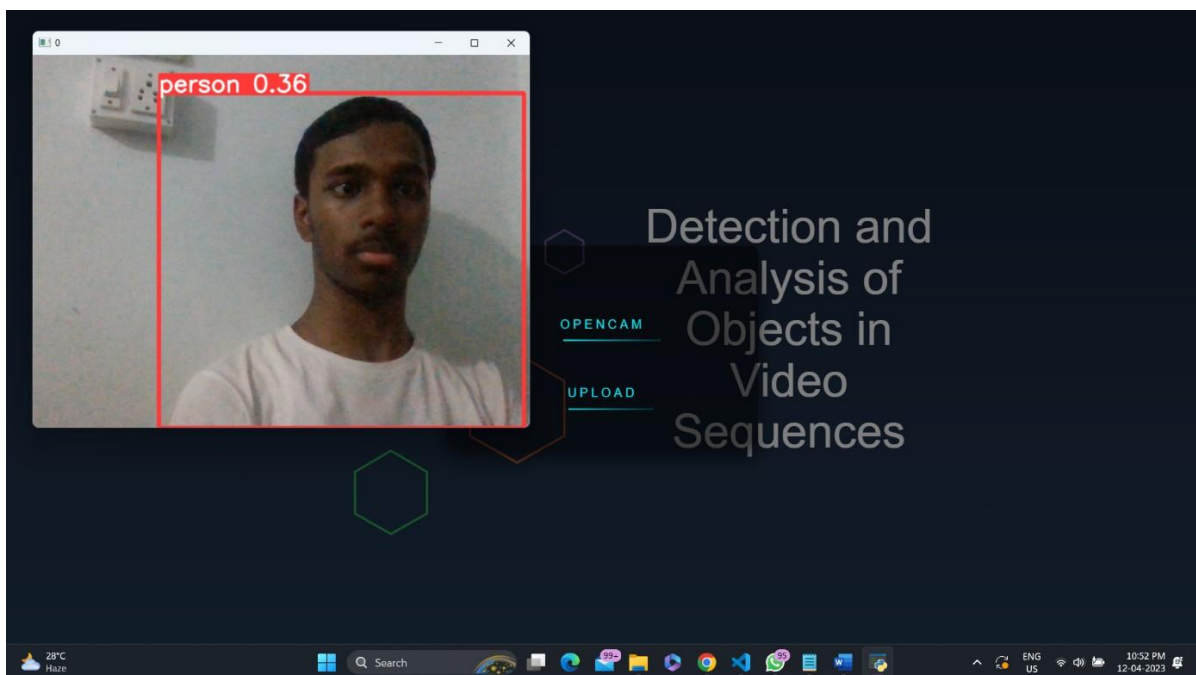 0
person 0.36
Detection and
Analysis of
Objects in
Video
Sequences
OPENCAM
UPLOAD
28°C
Haze
Search
99+
95
ENG
US
10:52 PM
12-04-2023